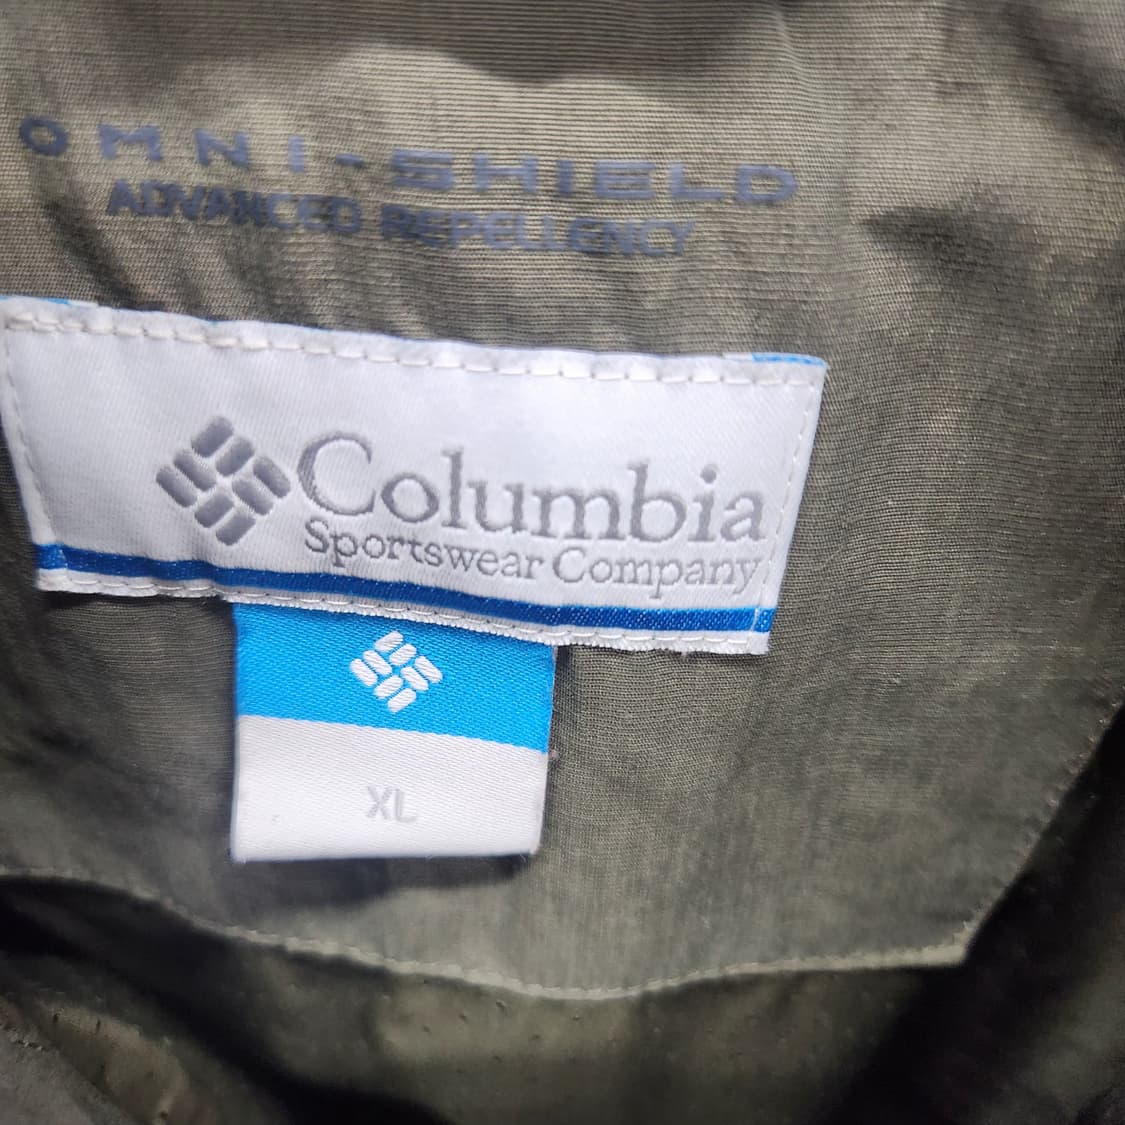 OMNI-SHIELD
ADVANCED REPELLENCY
Columbia
Sportswear Company
XL